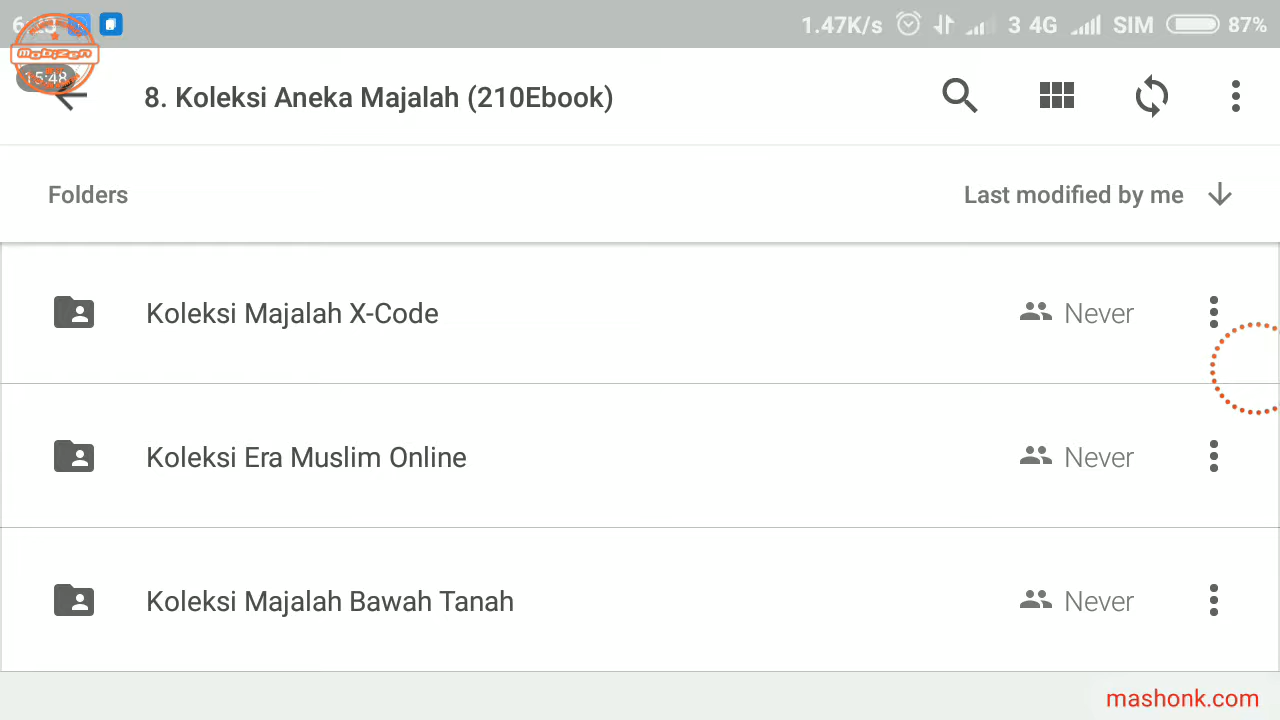 1.47K/s 3 4G SIM 87%
Mobizen
15:48
8. Koleksi Aneka Majalah (210Ebook)
Folders Last modified by me
Koleksi Majalah X-Code Never
Koleksi Era Muslim Online Never
Koleksi Majalah Bawah Tanah Never
mashonk.com